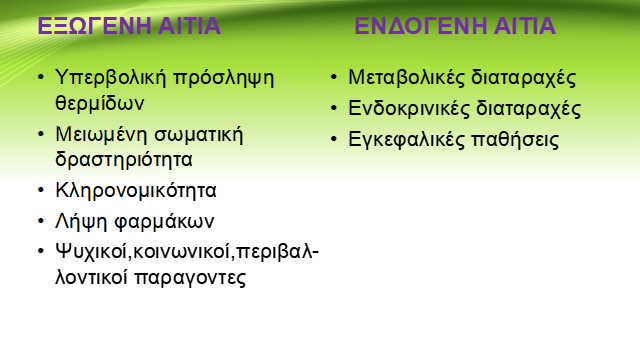 ΕΞΩΓΕΝΗ ΑΙΤΙΑ
• Υπερβολική πρόσληψη
θερμίδων
• Μειωμένη σωματική
δραστηριότητα
• Κληρονομικότητα
• Λήψη φαρμάκων
• Ψυχικοί,κοινωνικοί,περιβαλ-
λοντικοί παραγοντες
ΕΝΔΟΓΕΝΗ ΑΙΤΙΑ
• Μεταβολικές διαταραχές
• Ενδοκρινικές διαταραχές
• Εγκεφαλικές παθήσεις